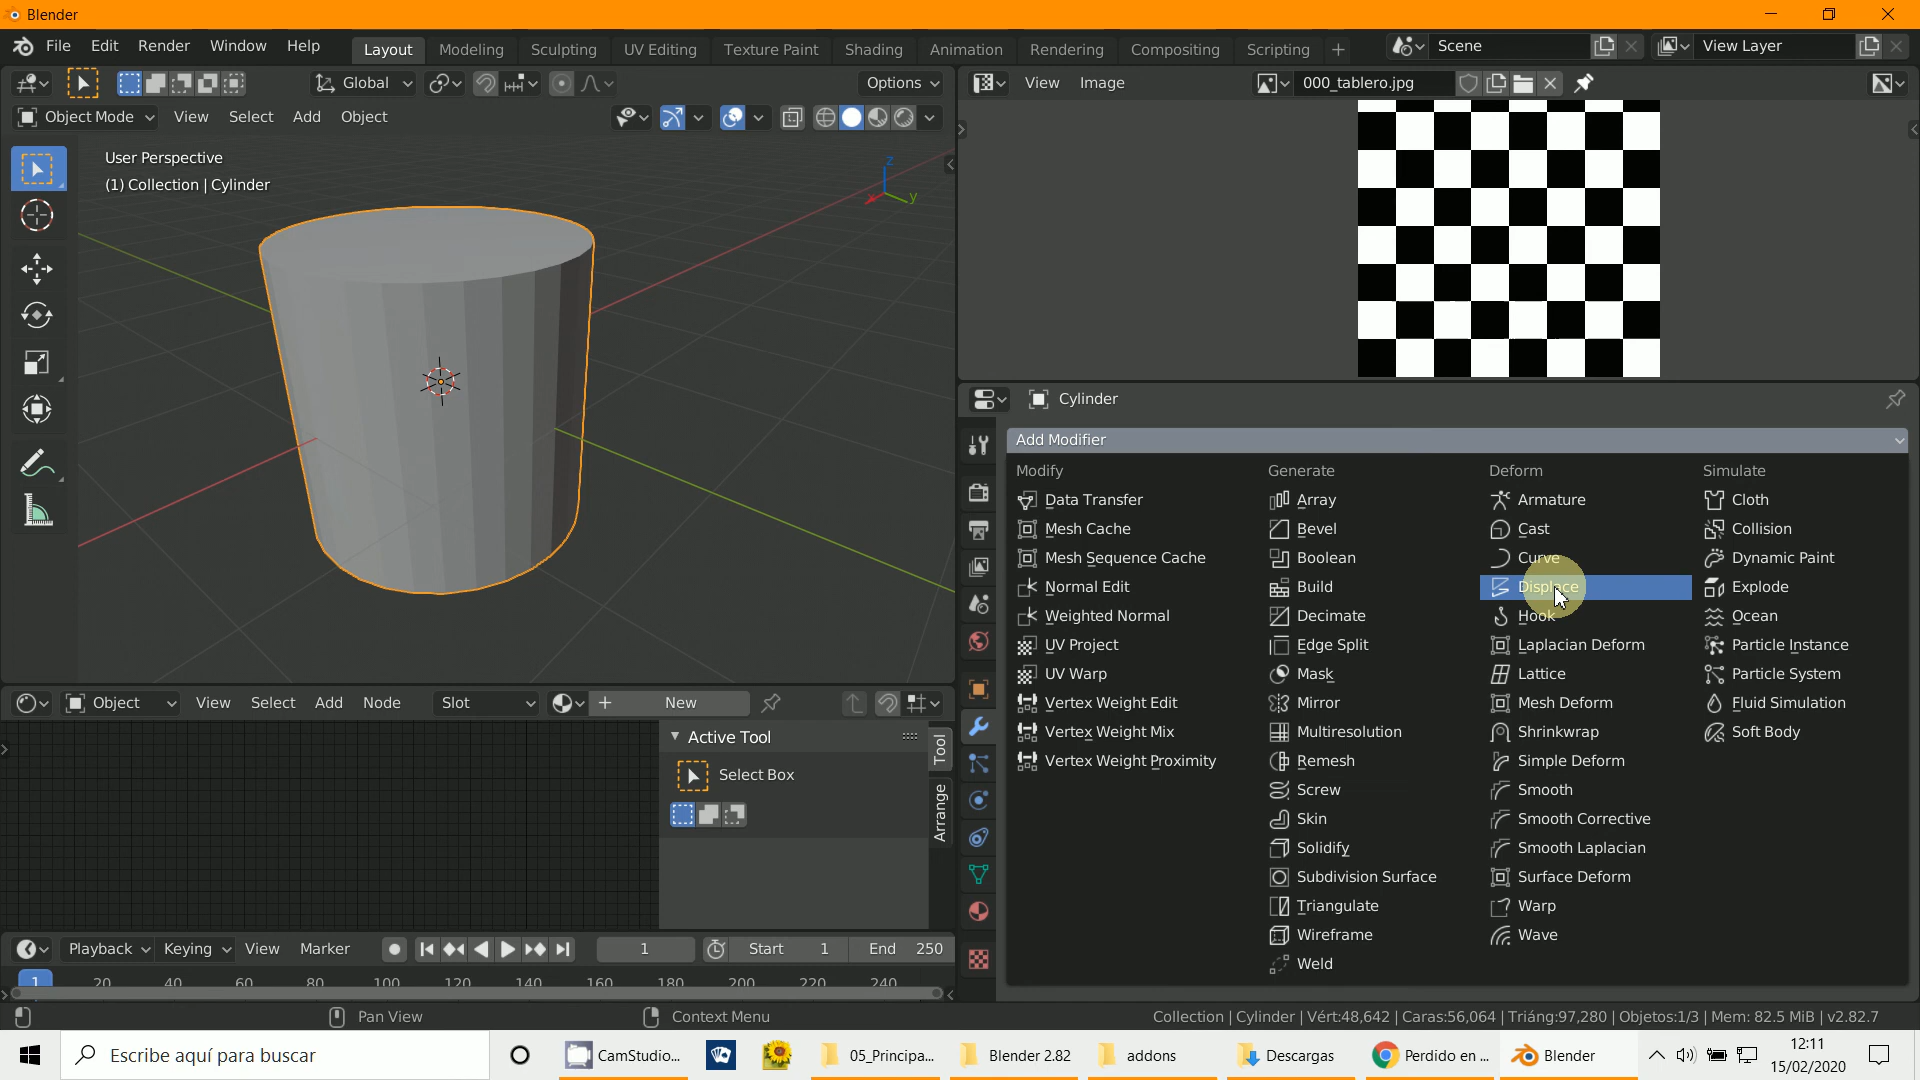 Blender
File Edit Render Window Help Layout Modeling Sculpting UV Editing Texture Paint Shading Animation Rendering Compositing Scripting + Scene View Layer
Global Options
Object Mode View Select Add Object
User Perspective
(1) Collection | Cylinder
z
x
y
View Image 000_tablero.jpg
Cylinder
Add Modifier
Modify Generate Deform Simulate
Data Transfer Array Armature Cloth
Mesh Cache Bevel Cast Collision
Mesh Sequence Cache Boolean Curve Dynamic Paint
Normal Edit Build Displace Explode
Weighted Normal Decimate Hook Ocean
UV Project Edge Split Laplacian Deform Particle Instance
UV Warp Mask Lattice Particle System
Vertex Weight Edit Mirror Mesh Deform Fluid Simulation
Vertex Weight Mix Multiresolution Shrinkwrap Soft Body
Vertex Weight Proximity Remesh Simple Deform
Screw Smooth
Skin Smooth Corrective
Solidify Smooth Laplacian
Subdivision Surface Surface Deform
Triangulate Warp
Wireframe Wave
Weld
Object View Select Add Node Slot + New
Active Tool
Select Box
Tool
Arrange
Playback Keying View Marker 1 Start 1 End 250
1 20 40 60 80 100 120 140 160 180 200 220 240
Pan View Context Menu Collection | Cylinder | Vért:48,642 | Caras:56,064 | Triáng:97,280 | Objetos:1/3 | Mem: 82.5 MiB | v2.82.7
Escribe aquí para buscar CamStudio... 05_Principa... Blender 2.82 addons Descargas Perdido en ... Blender 12:11
15/02/2020